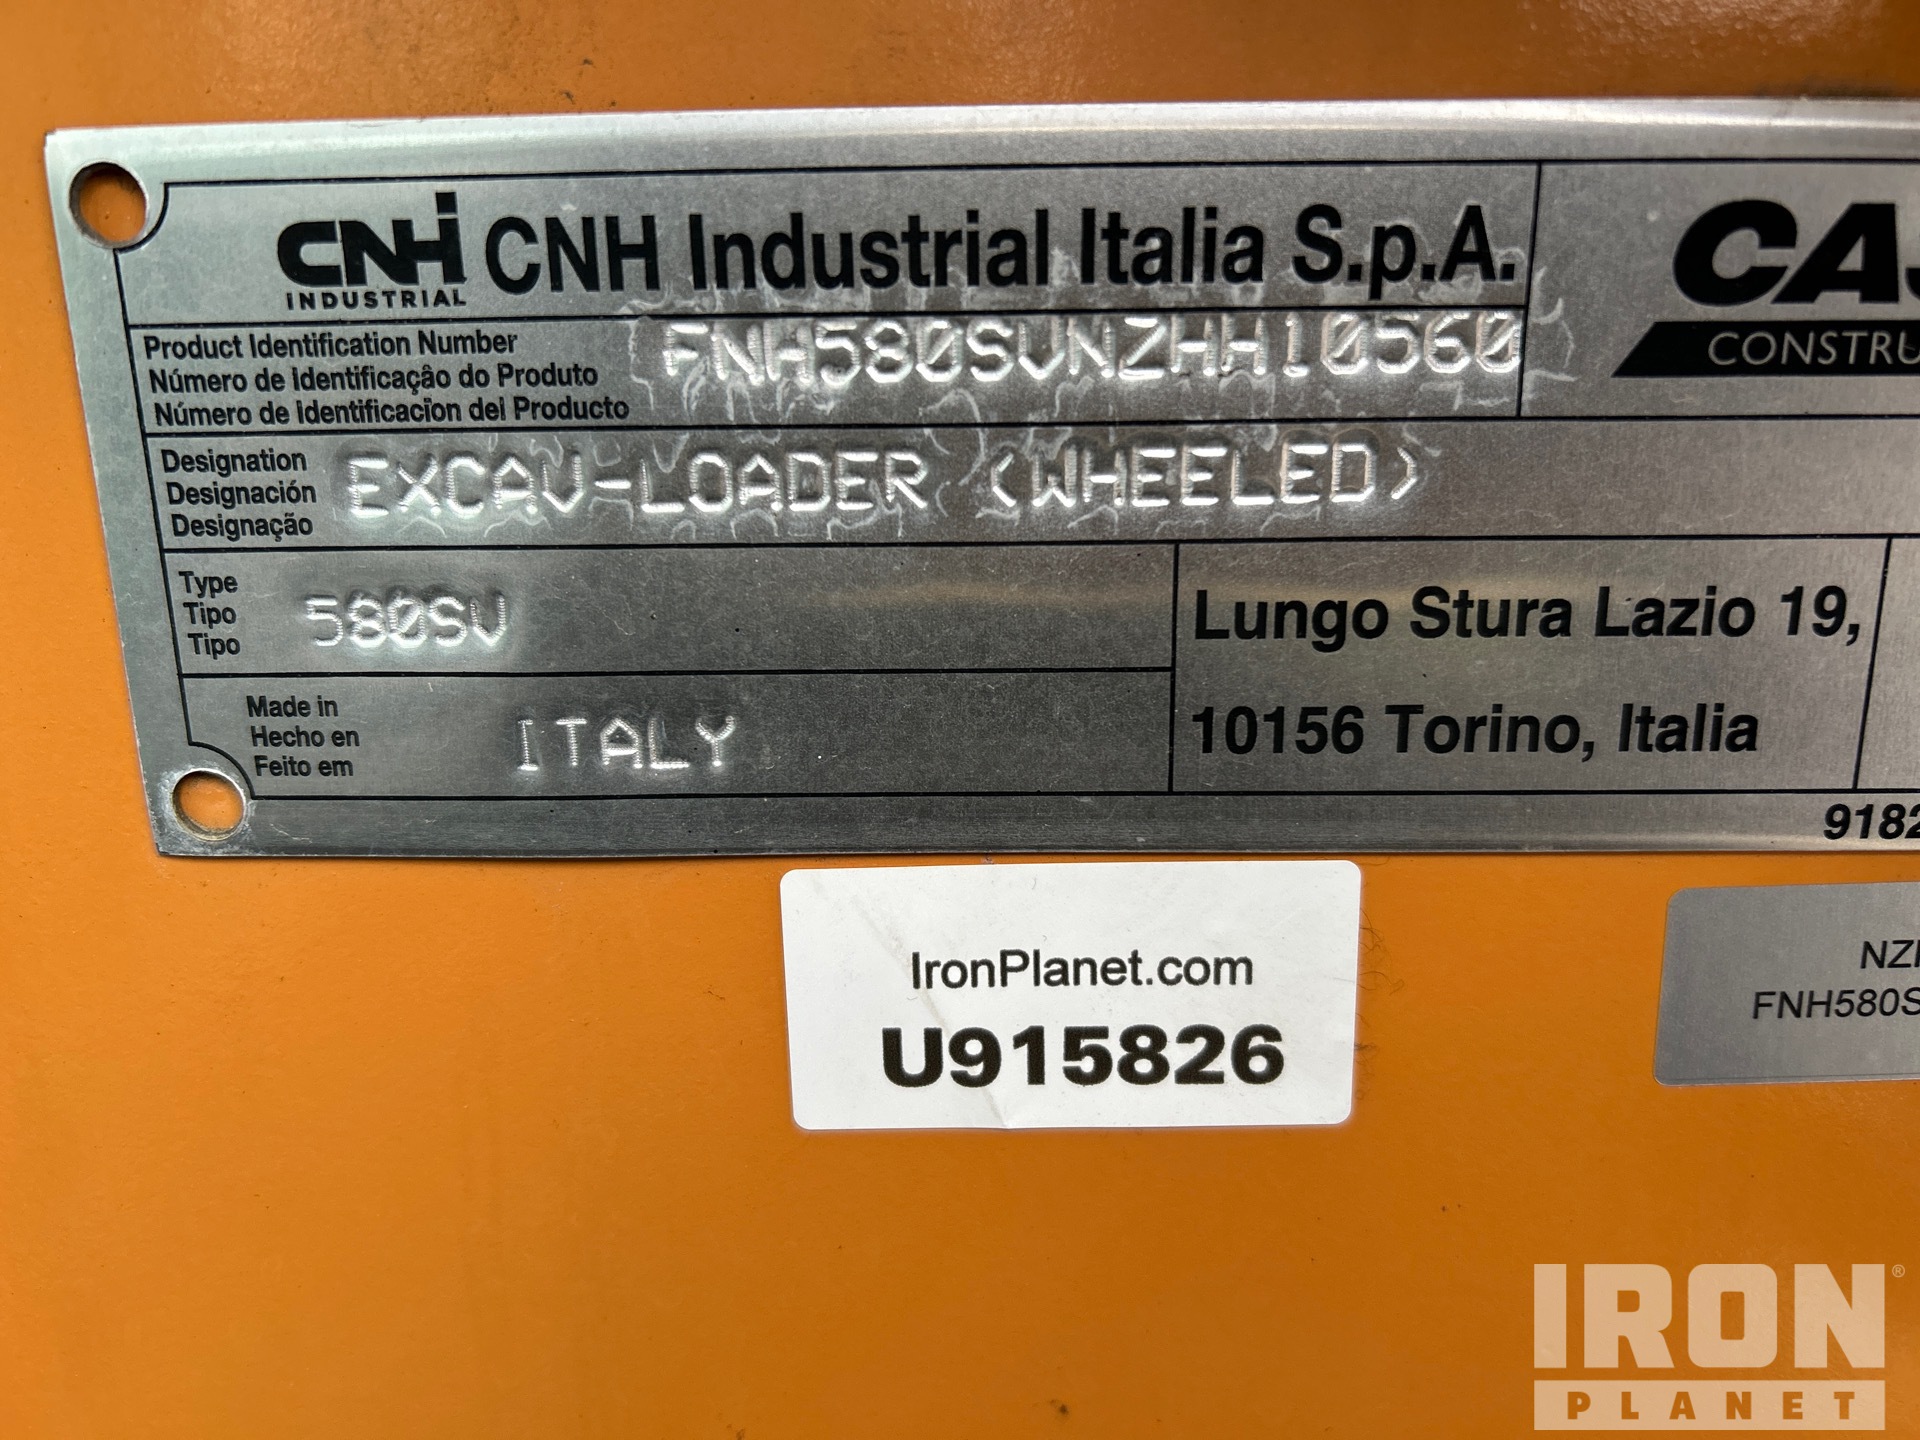 CNH INDUSTRIAL
CNH Industrial Italia S.p.A.
Product Identification Number
Número de Identificação do Produto
Número de Identificacion del Producto
FNH580SVNZHH10560
CONSTRU
Designation
Designación
Designação
EXCAV-LOADER (WHEELED)
Type
Tipo
Tipo
580SV
Made in
Hecho en
Feito em
ITALY
Lungo Stura Lazio 19,
10156 Torino, Italia
9182
IronPlanet.com
U915826
FNH580S
IRON®
PLANET